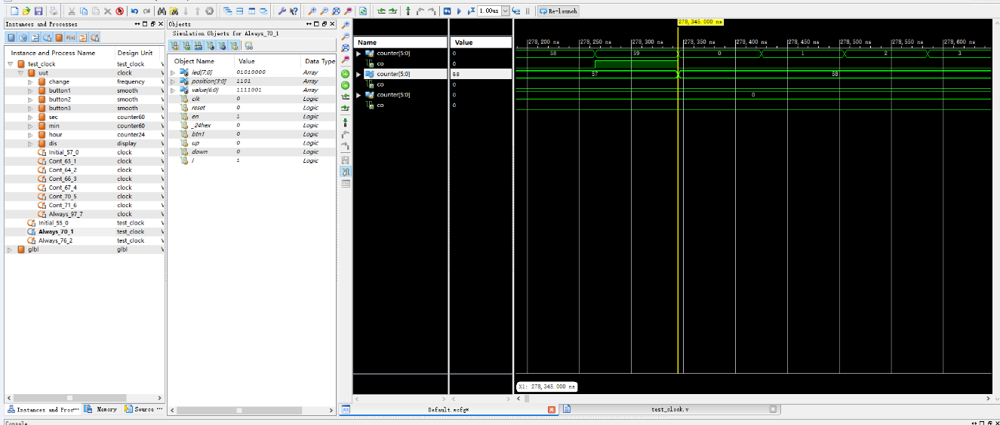 1.00us Re-launch
Instances and Processes
Instance and Process Name Design Unit
test_clock test_clock V
uut clock V
change frequency V
button1 smooth V
button2 smooth V
button3 smooth V
sec counter60 V
min counter60 V
hour counter24 V
dis display V
Initial_57_0 clock V
Cont_63_1 clock V
Cont_64_2 clock V
Cont_66_3 clock V
Cont_67_4 clock V
Cont_70_5 clock V
Cont_71_6 clock V
Always_97_7 clock V
Initial_55_0 test_clock V
Always_70_1 test_clock V
Always_76_2 test_clock V
glbl glbl V
Instances and Proc··· Memory Source ···
Objects
Simulation Objects for Always_70_1
Object Name Value Data Type
led[7:0] 01010000 Array
position[3:0] 1101 Array
value[6:0] 1111001 Array
clk 0 Logic
reset 0 Logic
en 1 Logic
_24hex 0 Logic
btn1 0 Logic
up 0 Logic
down 0 Logic
1 Logic
Name Value
counter[5:0] 0
co 0
counter[5:0] 58
co 0
counter[5:0] 0
co 0
278,345.000 ns
278,200 ns 278,250 ns 278,300 ns 278,350 ns 278,400 ns 278,450 ns 278,500 ns 278,550 ns 278,600 ns
58 59 0 1 2 3
57 58
0
X1: 278,345.000 ns
Default.wcfg* test_clock.v
Console